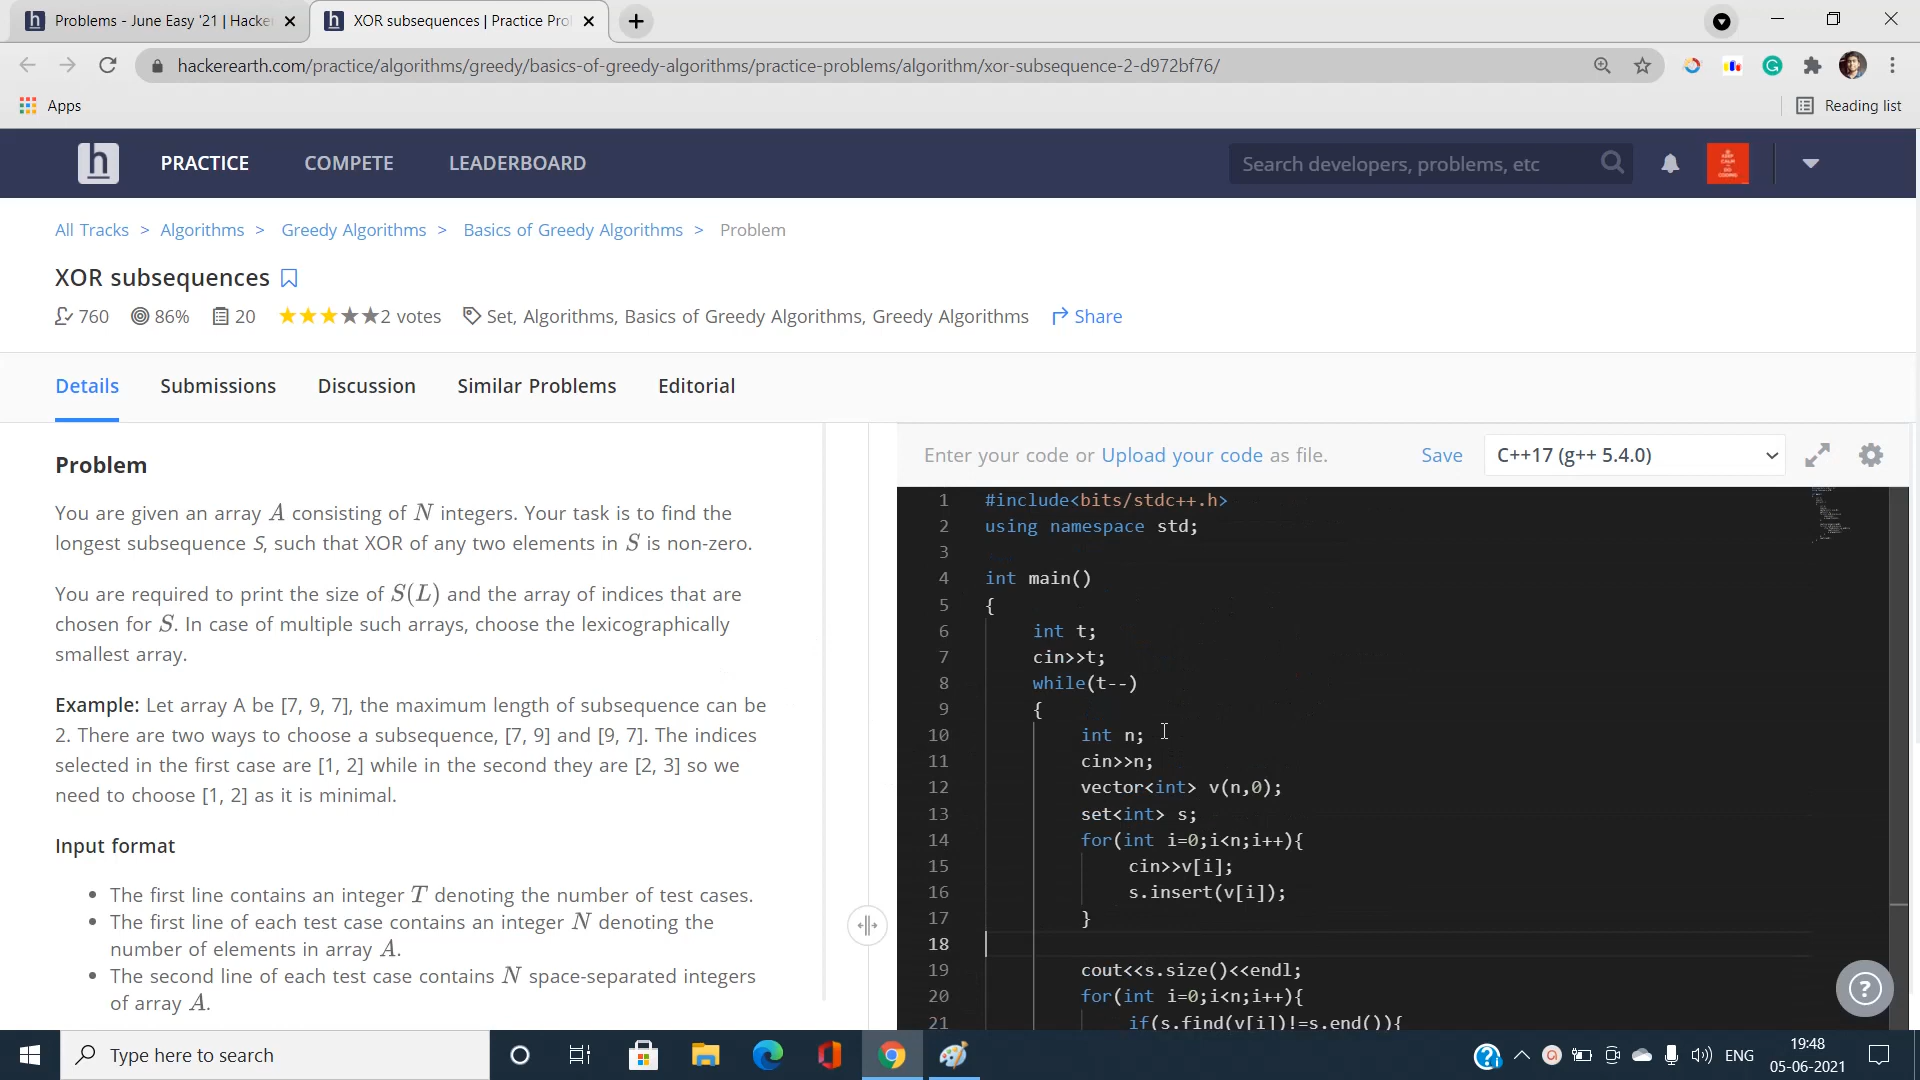 Problems - June Easy '21 | Hacke
XOR subsequences | Practice Pro
hackerearth.com/practice/algorithms/greedy/basics-of-greedy-algorithms/practice-problems/algorithm/xor-subsequence-2-d972bf76/
Apps
Reading list
h PRACTICE COMPETE LEADERBOARD
Search developers, problems, etc
All Tracks > Algorithms > Greedy Algorithms > Basics of Greedy Algorithms > Problem
XOR subsequences
760 86% 20 ★★★★★2 votes Set, Algorithms, Basics of Greedy Algorithms, Greedy Algorithms Share
Details Submissions Discussion Similar Problems Editorial
Problem
You are given an array A consisting of N integers. Your task is to find the
longest subsequence S, such that XOR of any two elements in S is non-zero.
You are required to print the size of S(L) and the array of indices that are
chosen for S. In case of multiple such arrays, choose the lexicographically
smallest array.
Example: Let array A be [7, 9, 7], the maximum length of subsequence can be
2. There are two ways to choose a subsequence, [7, 9] and [9, 7]. The indices
selected in the first case are [1, 2] while in the second they are [2, 3] so we
need to choose [1, 2] as it is minimal.
Input format
• The first line contains an integer T denoting the number of test cases.
• The first line of each test case contains an integer N denoting the
number of elements in array A.
• The second line of each test case contains N space-separated integers
of array A.
Enter your code or Upload your code as file.
Save
C++17 (g++ 5.4.0)
1 #include<bits/stdc++.h>
2 using namespace std;
3
4 int main()
5 {
6 int t;
7 cin>>t;
8 while(t--)
9 {
10 int n;
11 cin>>n;
12 vector<int> v(n,0);
13 set<int> s;
14 for(int i=0;i<n;i++){
15 cin>>v[i];
16 s.insert(v[i]);
17 }
18
19 cout<<s.size()<<endl;
20 for(int i=0;i<n;i++){
21 if(s.find(v[i])!=s.end()){
?
Type here to search
ENG
19:48
05-06-2021